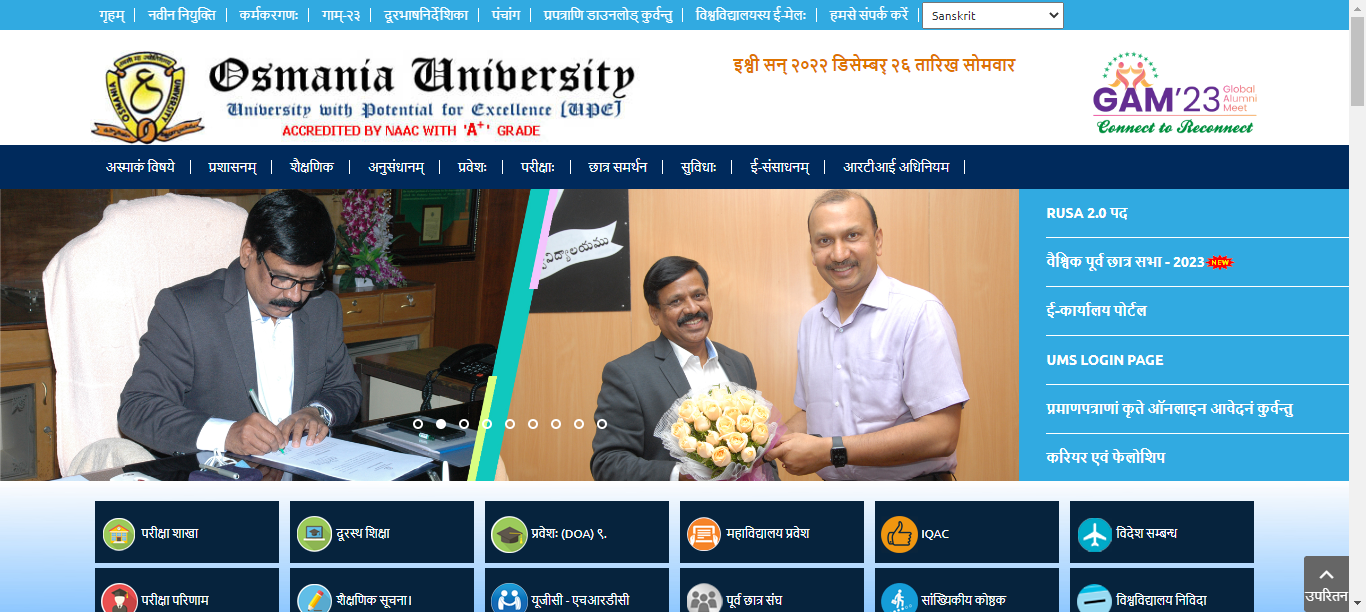 गृहम् | नवीन नियुक्ति | कर्मकरगणः | गाम्-२३ | दूरभाषनिर्देशिका | पंचांग | प्रपत्राणि डाउनलोड् कुर्वन्तु | विश्वविद्यालयस्य ई-मेलः | हमसे संपर्क करें | Sanskrit
Osmania University
University with Potential for Excellence [UPE]
ACCREDITED BY NAAC WITH 'A+' GRADE
इश्वी सन् २०२२ डिसेम्बर् २६ तारिख सोमवार
GAM'23 Global Alumni Meet
Connect to Reconnect
अस्माकं विषये | प्रशासनम् | शैक्षणिक | अनुसंधानम् | प्रवेशः | परीक्षाः | छात्र समर्थन | सुविधाः | ई-संसाधनम् | आरटीआई अधिनियम |
RUSA 2.0 पद
वैश्विक पूर्व छात्र सभा - 2023 NEW
ई-कार्यालय पोर्टल
UMS LOGIN PAGE
प्रमाणपत्राणां कृते ऑनलाइन आवेदनं कुर्वन्तु
करियर एवं फेलोशिप
परीक्षा शाखा
दूरस्थ शिक्षा
प्रवेशः (DOA) ९.
महाविद्यालय प्रवेश
IQAC
विदेश सम्बन्ध
परीक्षा परिणाम
शैक्षणिक सूचना।
यूजीसी - एचआरडीसी
पूर्व छात्र संघ
सांख्यिकीय कोष्ठक
विश्वविद्यालय निविदा
उपरितन